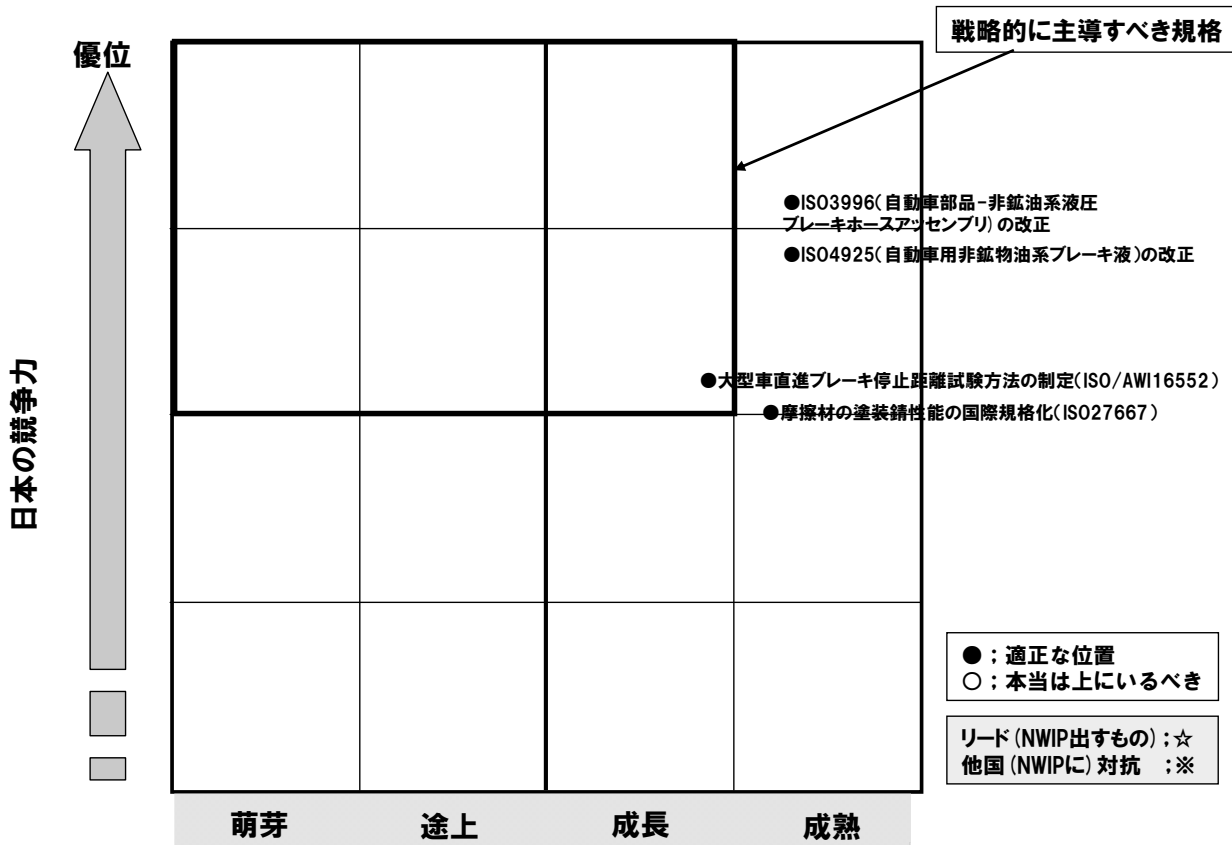 戦略的に主導すべき規格
優位
●ISO3996(自動車部品-非鉱油系液圧
ブレーキホースアッセンブリ)の改正
●ISO4925(自動車用非鉱物油系ブレーキ液)の改正
日本の競争力
●大型車直進ブレーキ停止距離試験方法の制定(ISO/AWI16552)
●摩擦材の塗装錆性能の国際規格化(ISO27667)
●;適正な位置
○;本当は上にいるべき
リード(NWIP出すもの);☆
他国(NWIPに)対抗 ;※
萌芽 途上 成長 成熟